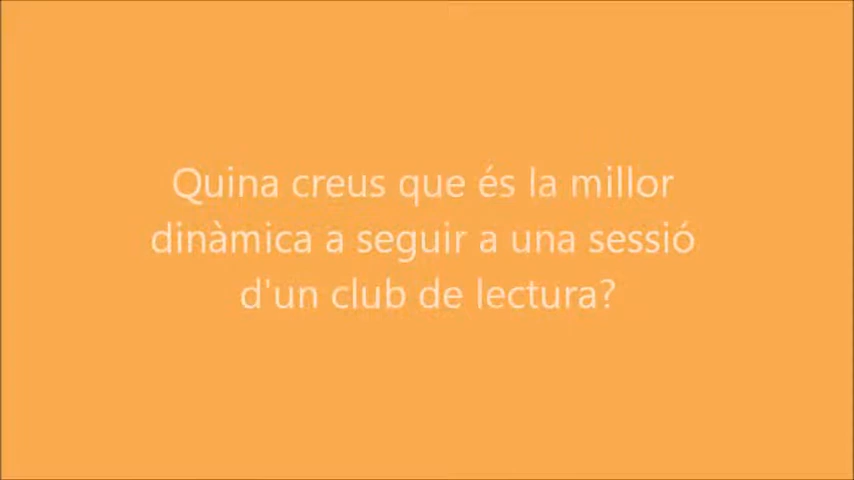 Quina creus que és la millor
dinàmica a seguir a una sessió
d'un club de lectura?